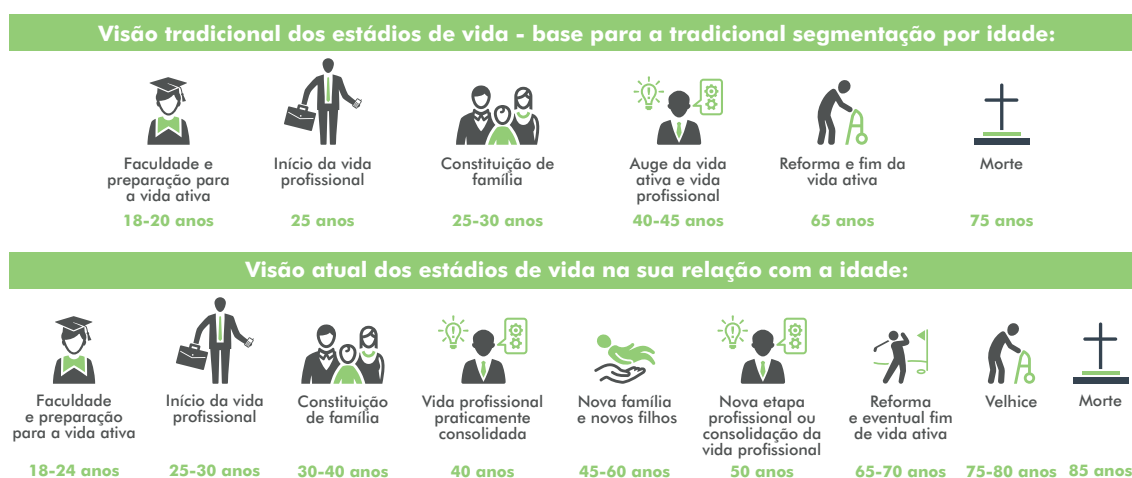 Visão tradicional dos estádios de vida - base para a tradicional segmentação por idade:
Faculdade e
preparação para
a vida ativa
18-20 anos
Início da vida
profissional
25 anos
Constituição de
família
25-30 anos
Auge da vida
ativa e vida
profissional
40-45 anos
Reforma e fim da
vida ativa
65 anos
Morte
75 anos
Visão atual dos estádios de vida na sua relação com a idade:
Faculdade
e preparação
para a vida ativa
18-24 anos
Início da vida
profissional
25-30 anos
Constituição
de família
30-40 anos
Vida profissional
praticamente
consolidada
40 anos
Nova família
e novos filhos
45-60 anos
Nova etapa
profissional ou
consolidação da
vida profissional
50 anos
Reforma
e eventual fim
de vida ativa
65-70 anos
Velhice
75-80 anos
Morte
85 anos